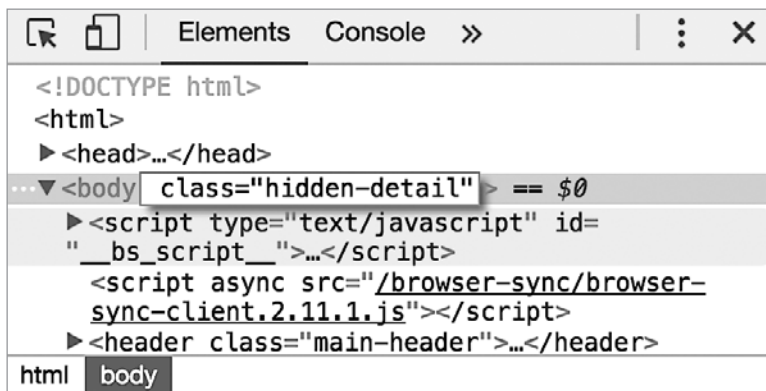 Elements Console »
<!DOCTYPE html>
<html>
▶<head>…</head>
…▼<body class="hidden-detail"> == $0
▶<script type="text/javascript" id=
"__bs_script__">…</script>
<script async src="/browser-sync/browser-
sync-client.2.11.1.js"></script>
▶<header class="main-header">…</header>
html body